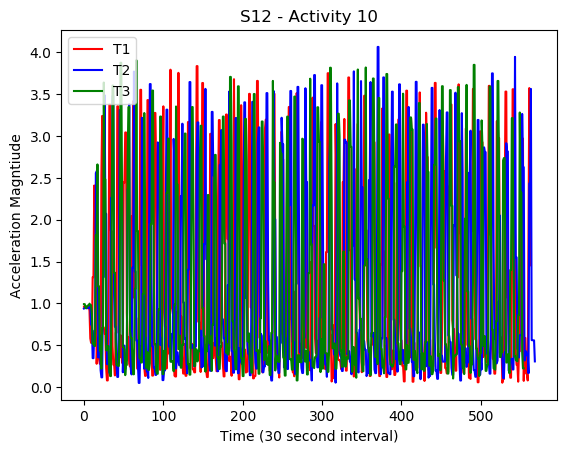 S12 - Activity 10
T1
T2
T3
4.0
3.5
3.0
2.5
2.0
1.5
1.0
0.5
0.0
Acceleration Magntiude
0 100 200 300 400 500
Time (30 second interval)